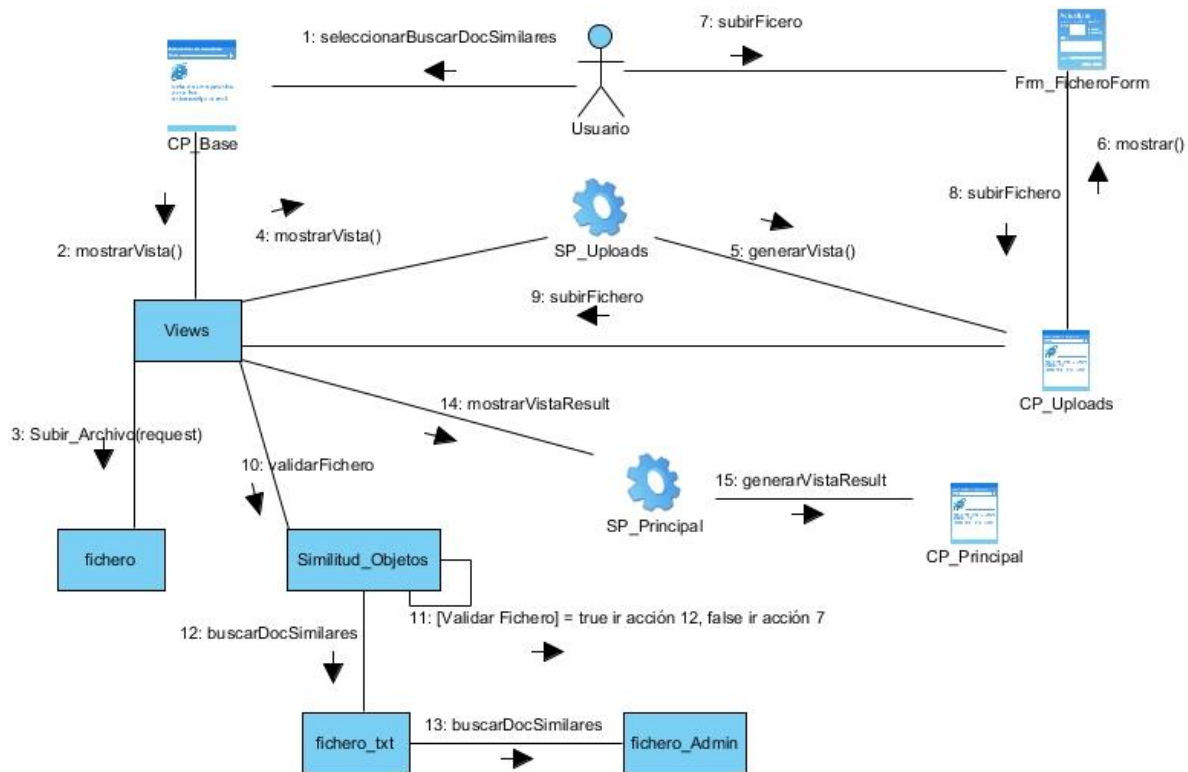 1: seleccionarBuscarDocSimilares
7: subirFicero
Usuario
Frm_FicheroForm
CP_Base
6: mostrar()
8: subirFichero
2: mostrarVista()
4: mostrarVista()
SP_Uploads
5: generarVista()
9: subirFichero
Views
CP_Uploads
14: mostrarVistaResult
3: Subir_Archivo(request)
10: validarFichero
15: generarVistaResult
SP_Principal
CP_Principal
fichero
Similitud_Objetos
11: [Validar Fichero] = true ir acción 12, false ir acción 7
12: buscarDocSimilares
13: buscarDocSimilares
fichero_txt
fichero_Admin